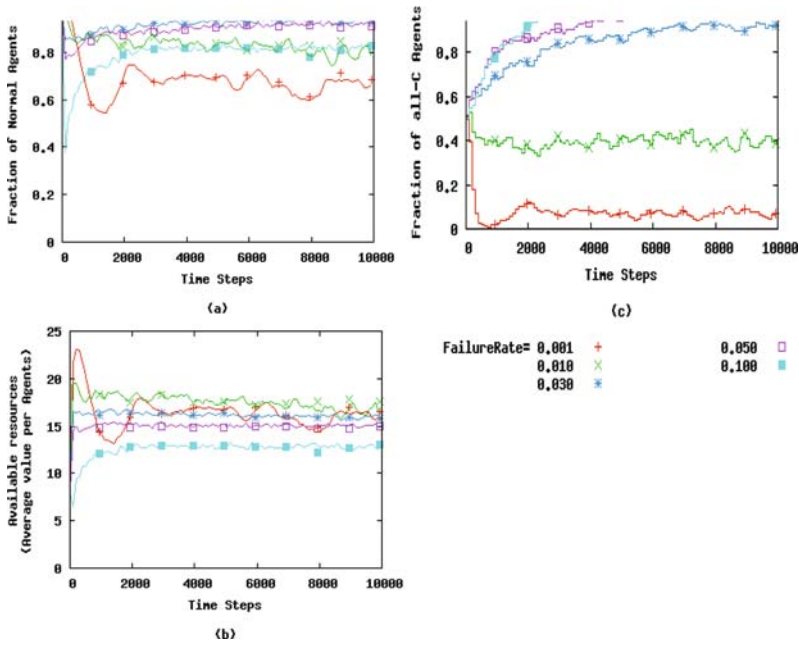 Fraction of Normal Agents
0.8
0.6
0.4
0.2
0
0 2000 4000 6000 8000 10000
Time Steps
(a)
Fraction of all-C Agents
0.8
0.6
0.4
0.2
0
0 2000 4000 6000 8000 10000
Time Steps
(c)
Available resources
(Average value per Agents)
25
20
15
10
5
0
0 2000 4000 6000 8000 10000
Time Steps
(b)
FailureRate= 0.001
0.010
0.030
0.050
0.100